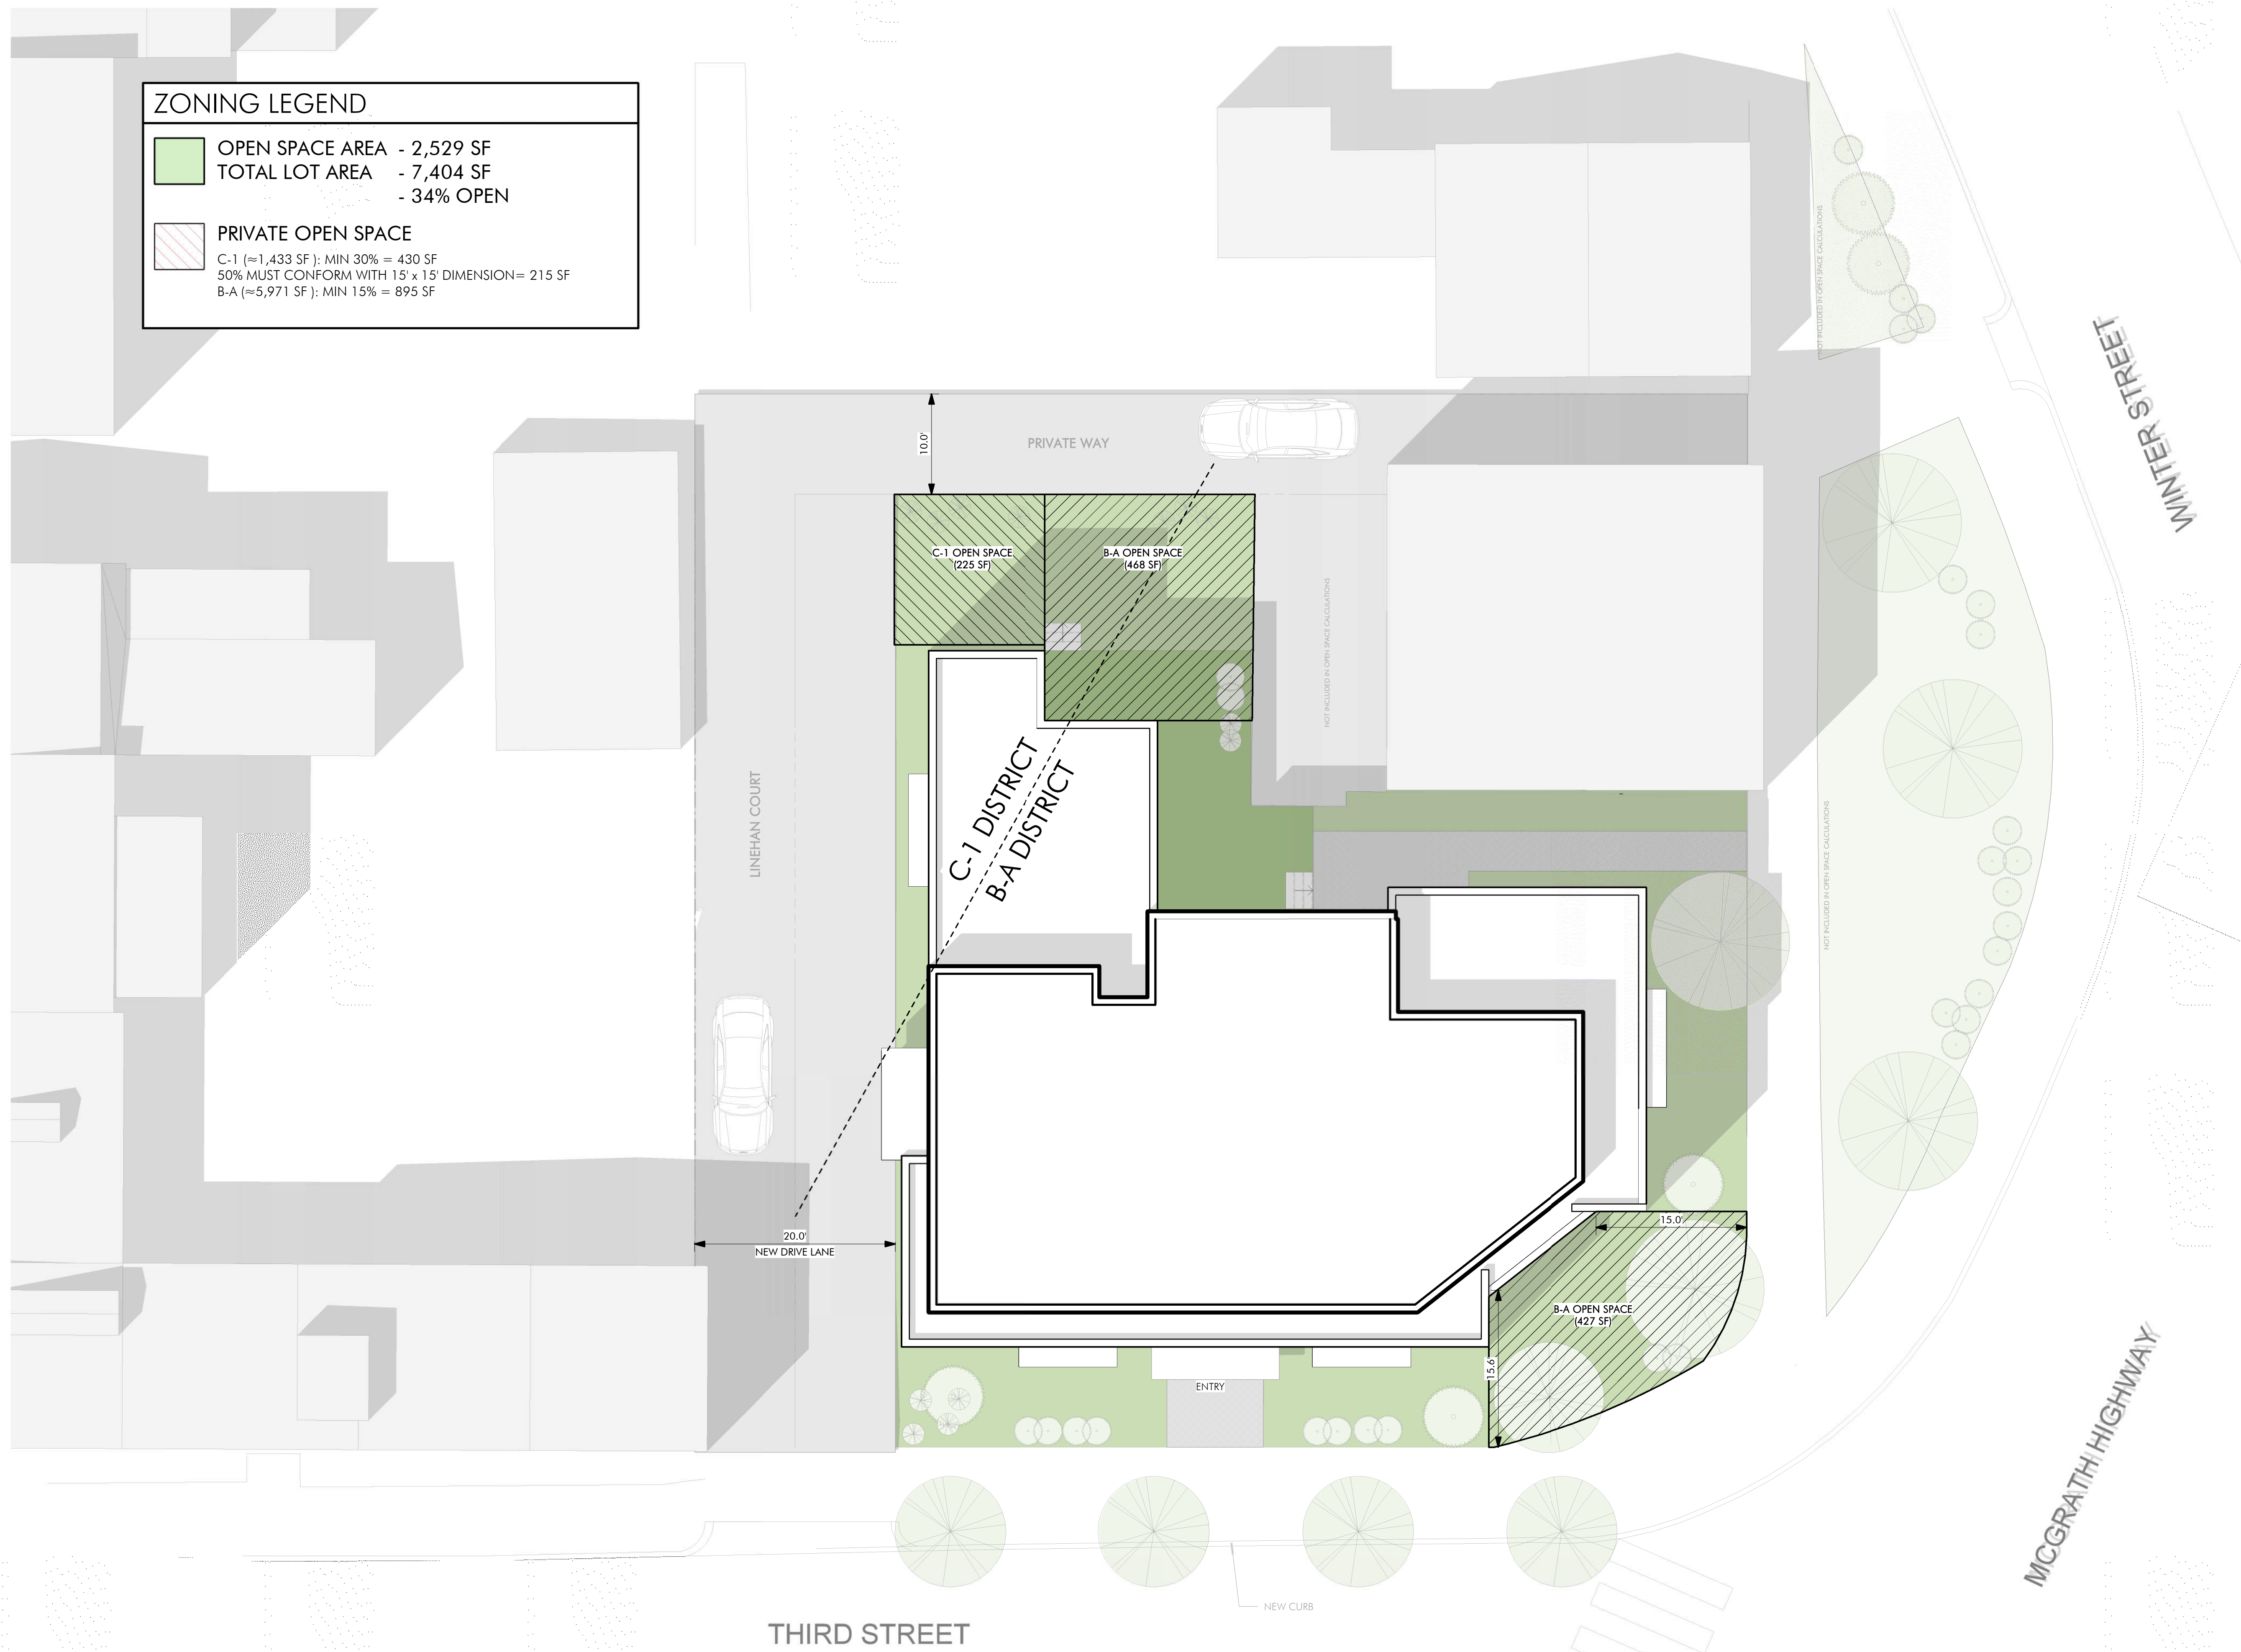 ZONING LEGEND
OPEN SPACE AREA - 2,529 SF
TOTAL LOT AREA - 7,404 SF
- 34% OPEN
PRIVATE OPEN SPACE
C-1 (≈1,433 SF ): MIN 30% = 430 SF
50% MUST CONFORM WITH 15' x 15' DIMENSION= 215 SF
B-A (≈5,971 SF ): MIN 15% = 895 SF
NOT INCLUDED IN OPEN SPACE CALCULATIONS
WINTER STREET
10.0'
PRIVATE WAY
C-1 OPEN SPACE
(225 SF)
B-A OPEN SPACE
(468 SF)
NOT INCLUDED IN OPEN SPACE CALCULATIONS
LINEHAN COURT
C-1 DISTRICT
B-A DISTRICT
NOT INCLUDED IN OPEN SPACE CALCULATIONS
20.0'
NEW DRIVE LANE
15.0'
B-A OPEN SPACE
(427 SF)
15.6'
ENTRY
MCGRATH HIGHWAY
NEW CURB
THIRD STREET